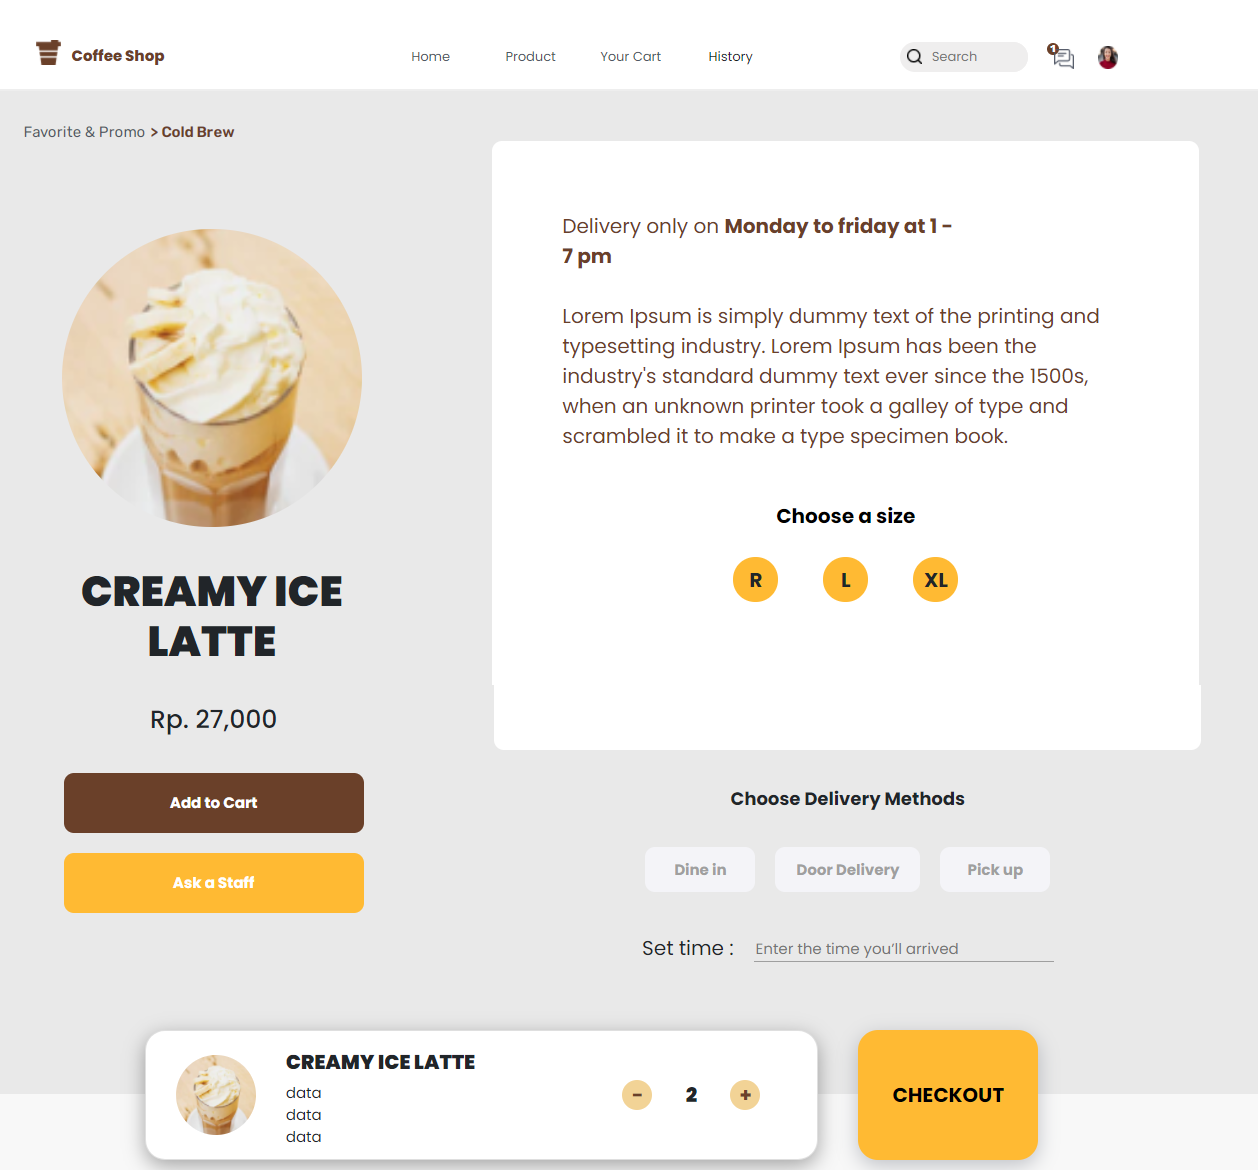 Coffee Shop
Home
Product
Your Cart
History
Search
1
Favorite & Promo > Cold Brew
Delivery only on Monday to friday at 1 -
7 pm
Lorem Ipsum is simply dummy text of the printing and
typesetting industry. Lorem Ipsum has been the
industry's standard dummy text ever since the 1500s,
when an unknown printer took a galley of type and
scrambled it to make a type specimen book.
Choose a size
R
L
XL
CREAMY ICE
LATTE
Rp. 27,000
Add to Cart
Ask a Staff
Choose Delivery Methods
Dine in
Door Delivery
Pick up
Set time :
Enter the time you'll arrived
CREAMY ICE LATTE
data
data
data
-
2
+
CHECKOUT